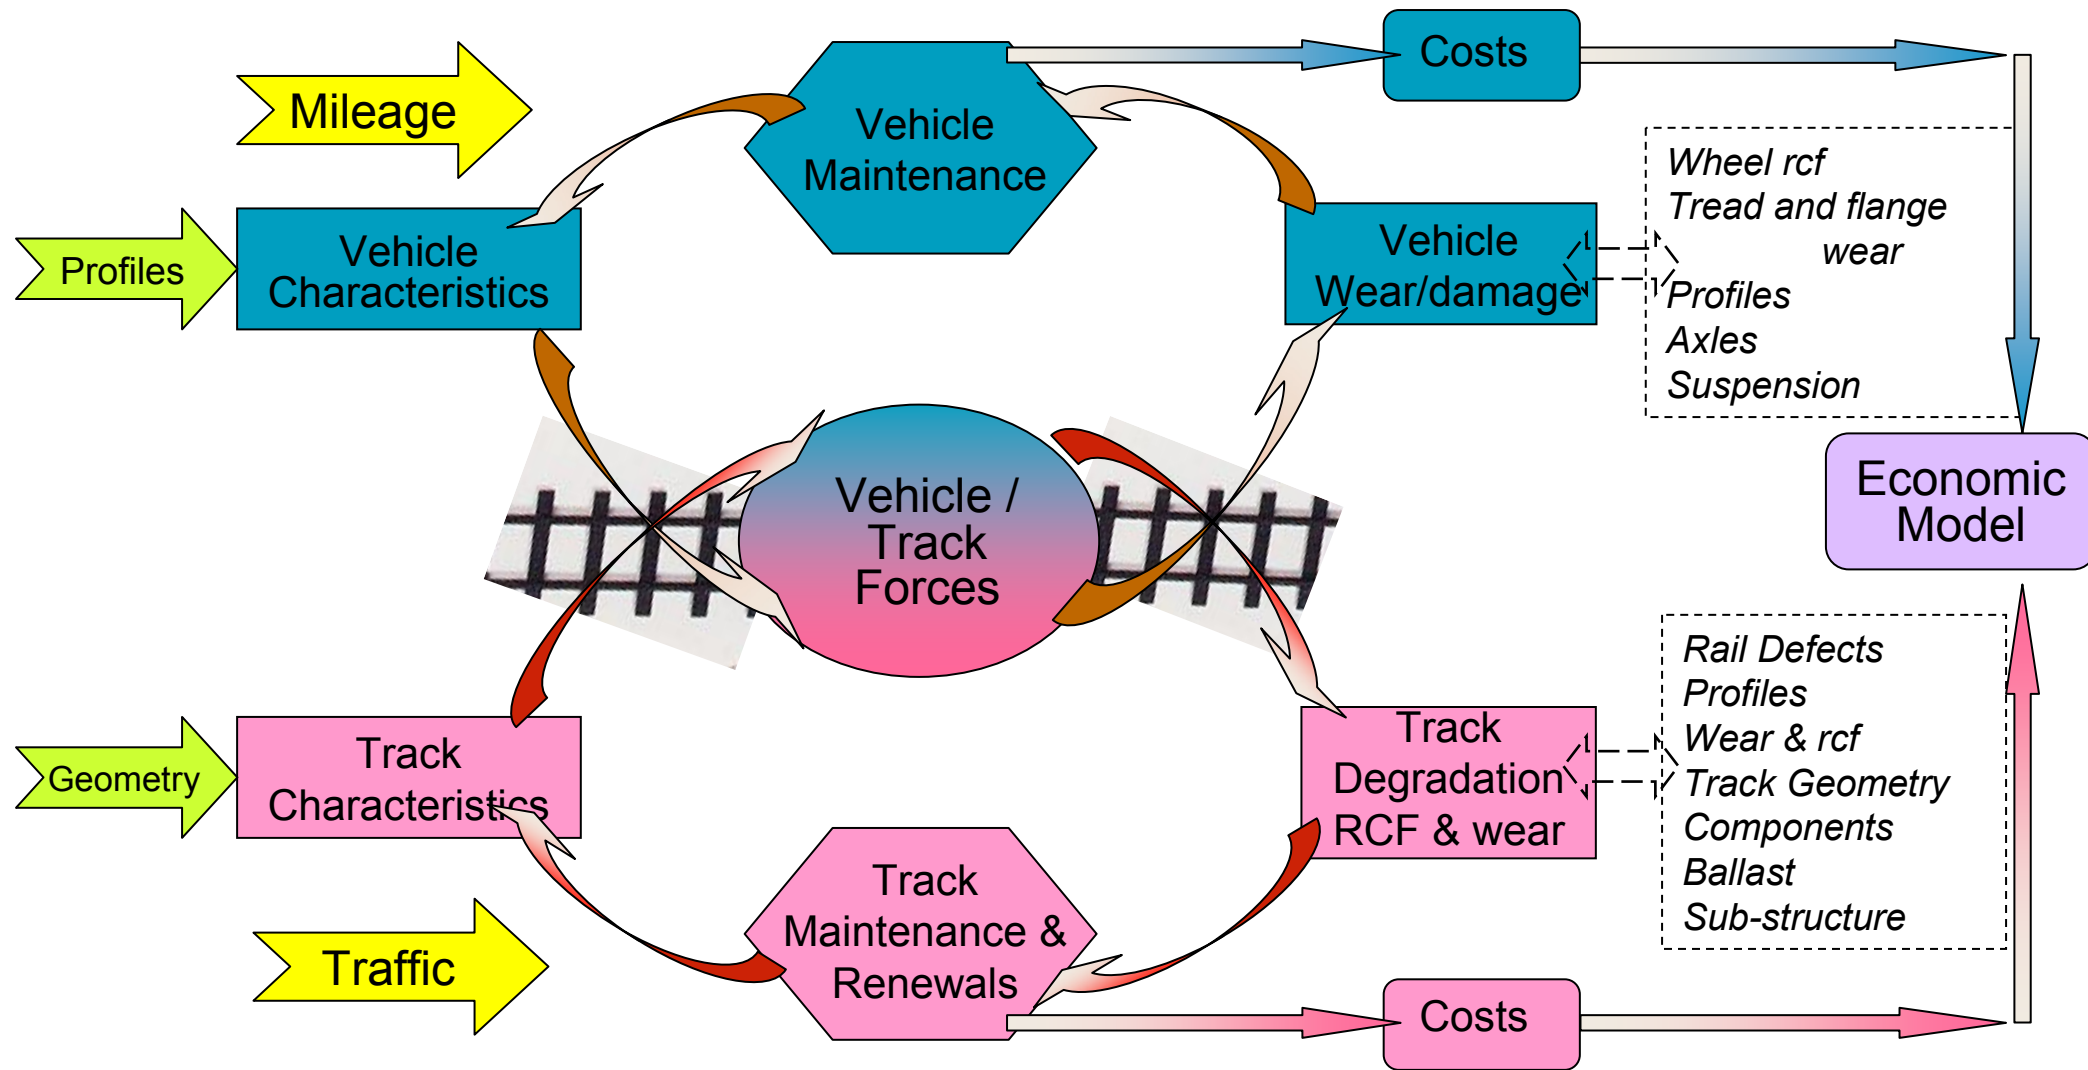 Costs
Mileage
Vehicle
Maintenance
Wheel rcf
Tread and flange
wear
Profiles
Axles
Suspension
Vehicle
Characteristics
Profiles
Vehicle
Wear/damage
Vehicle /
Track
Forces
Economic
Model
Rail Defects
Profiles
Wear & rcf
Track Geometry
Components
Ballast
Sub-structure
Geometry
Track
Characteristics
Track
Degradation
RCF & wear
Track
Maintenance &
Renewals
Traffic
Costs